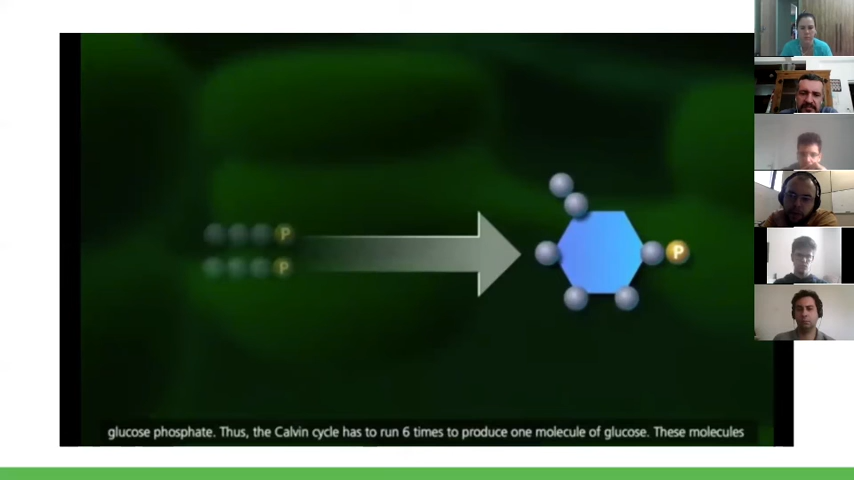 P
P
P
glucose phosphate. Thus, the Calvin cycle has to run 6 times to produce one molecule of glucose. These molecules